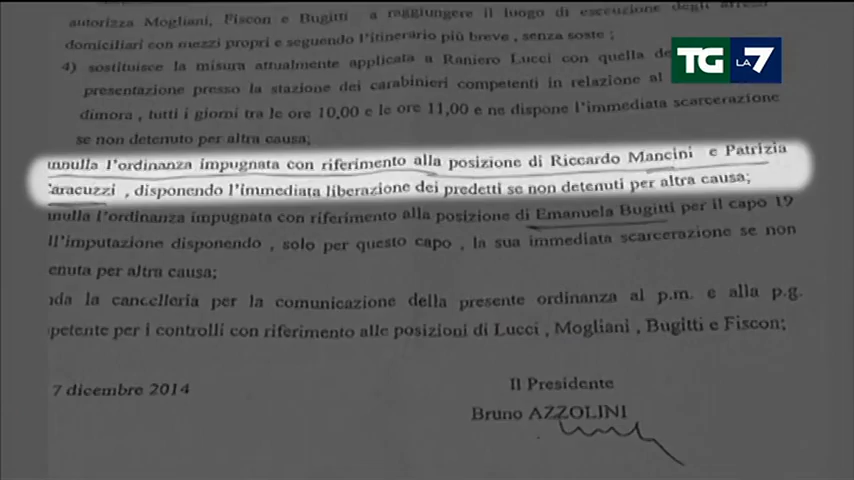 autorizza Mogliani, Fiscon e Bugitti a raggiungere il luogo di esecuzione degli arresti
domiciliari con mezzi propri e seguendo l'itinerario più breve , senza soste ;
4) sostituisce la misura attualmente applicata a Raniero Lucci con quella
TG LA7
presentazione presso la stazione dei carabinieri competenti in relazione al
dimora , tutti i giorni tra le ore 10,00 e le ore 11,00 e ne dispone l'immediata scarcerazione
se non detenuto per altra causa;
nnulla l'ordinanza impugnata con riferimento alla posizione di Riccardo Mancini e Patrizia
Caracuzzi , disponendo l'immediata liberazione dei predetti se non detenuti per altra causa;
nnulla l'ordinanza impugnata con riferimento alla posizione di Emanuela Bugitti per il capo 19
ll'imputazione disponendo , solo per questo capo , la sua immediata scarcerazione se non
enuta per altra causa;
nda la cancelleria per la comunicazione della presente ordinanza al p.m. e alla p.g.
petente per i controlli con riferimento alle posizioni di Lucci , Mogliani , Bugitti e Fiscon;
7 dicembre 2014
Il Presidente
Bruno AZZOLINI